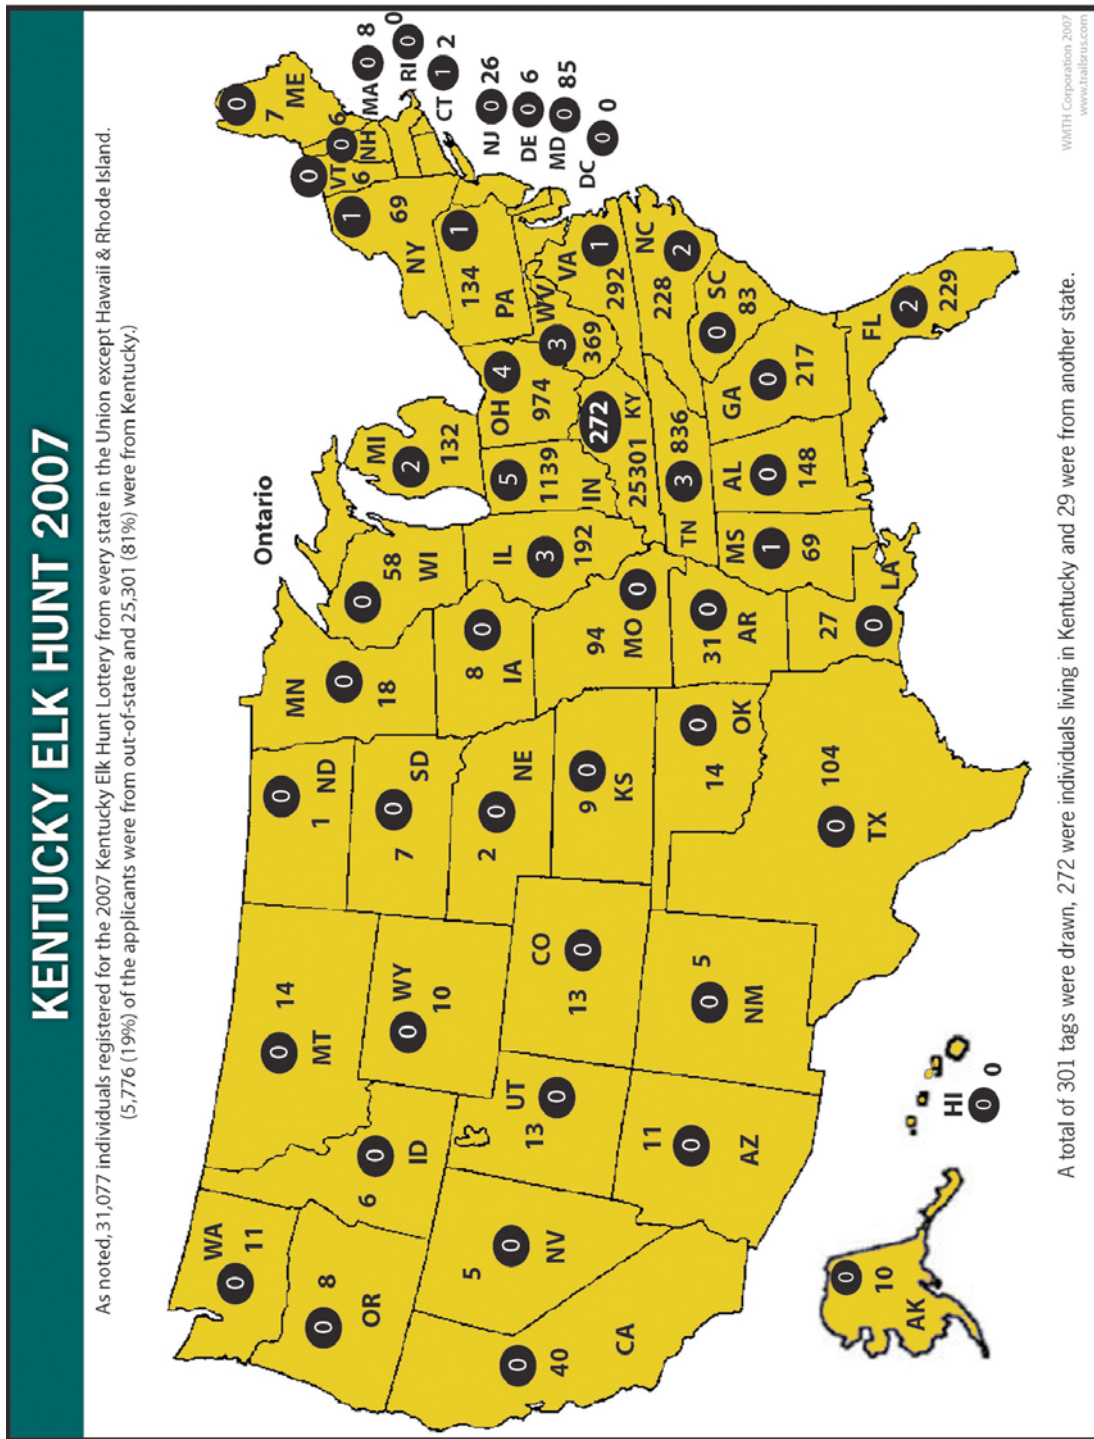 KENTUCKY ELK HUNT 2007
As noted, 31,077 individuals registered for the 2007 Kentucky Elk Hunt Lottery from every state in the Union except Hawaii & Rhode Island.
(5,776 (19%) of the applicants were from out-of-state and 25,301 (81%) were from Kentucky.)
Ontario
WA
0
11
0
8
OR
0
40
CA
5
0
NV
6
0
ID
0
14
MT
0
WY
10
UT
13
0
11
0
AZ
CO
13
0
5
0
NM
0
1
ND
0
7
SD
2
0
NE
9
0
KS
14
0
OK
104
0
TX
MN
0
18
8
0
IA
94
0
MO
31
0
AR
27
0
LA
0
58
WI
IL
3
192
MI
2
132
5
1139
IN
OH
4
974
272
25301
KY
3
836
TN
MS
1
69
AL
0
148
GA
0
217
FL
2
229
0
SC
83
NC
228
2
VA
1
292
WV
3
369
134
1
PA
1
69
NY
0
VT
6
6
0
NH
0
7
ME
MA 0 8
RI 0 0
CT 1 2
NJ 0 26
DE 0 6
MD 0 85
DC 0 0
0
10
AK
HI
0
0
A total of 301 tags were drawn, 272 were individuals living in Kentucky and 29 were from another state.
WMTH Corporation 2007
www.trailsrus.com